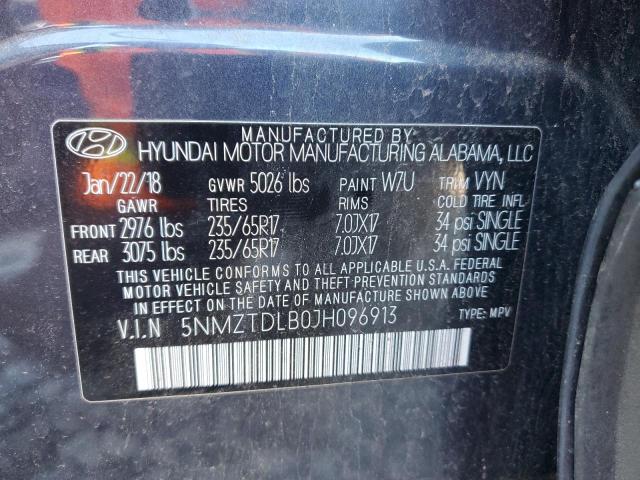 MANUFACTURED BY
HYUNDAI MOTOR MANUFACTURING ALABAMA, LLC
Jan/22/18 GVWR 5026 lbs PAINT W7U TRIM VYN
GAWR TIRES RIMS COLD TIRE INFL
FRONT 2976 lbs 235/65R17 7.0JX17 34 psi SINGLE
REAR 3075 lbs 235/65R17 7.0JX17 34 psi SINGLE
THIS VEHICLE CONFORMS TO ALL APPLICABLE U.S.A. FEDERAL
MOTOR VEHICLE SAFETY AND THEFT PREVENTION STANDARDS
IN EFFECT ON THE DATE OF MANUFACTURE SHOWN ABOVE.
V.I.N 5NMZTDLB0JH096913 TYPE: MPV